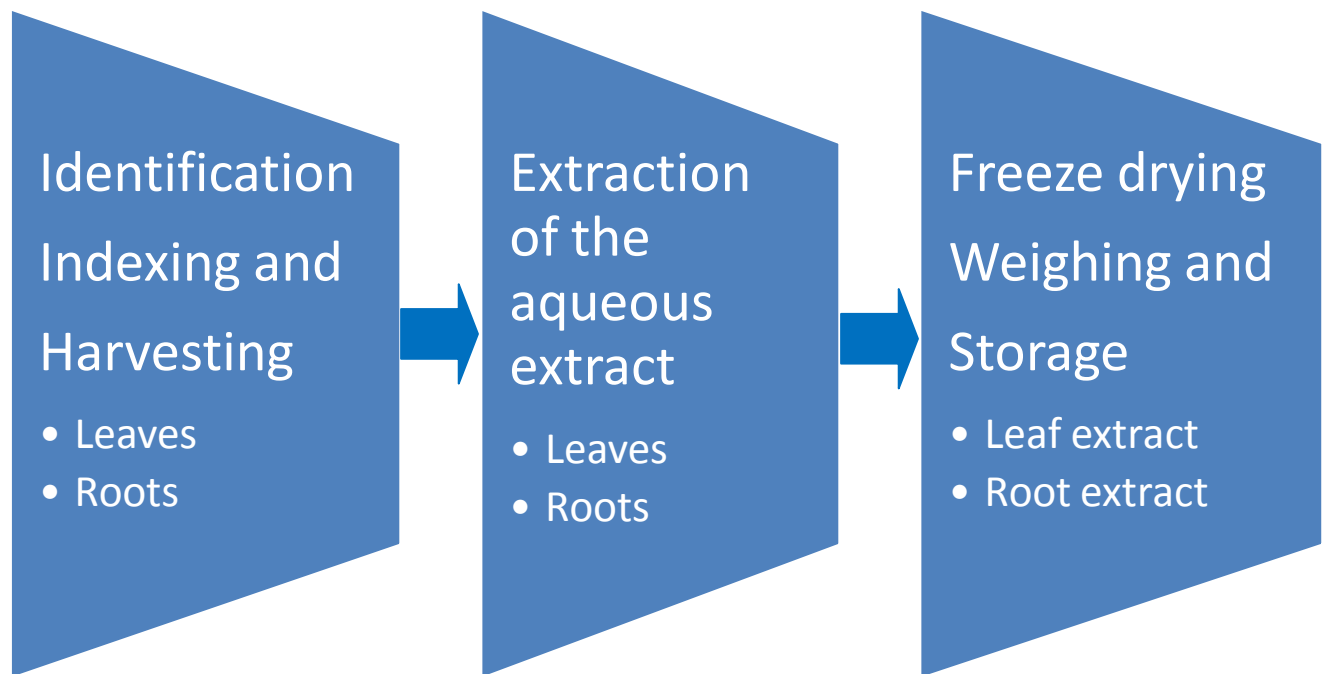 Identification
Indexing and
Harvesting
• Leaves
• Roots
Extraction
of the
aqueous
extract
• Leaves
• Roots
Freeze drying
Weighing and
Storage
• Leaf extract
• Root extract